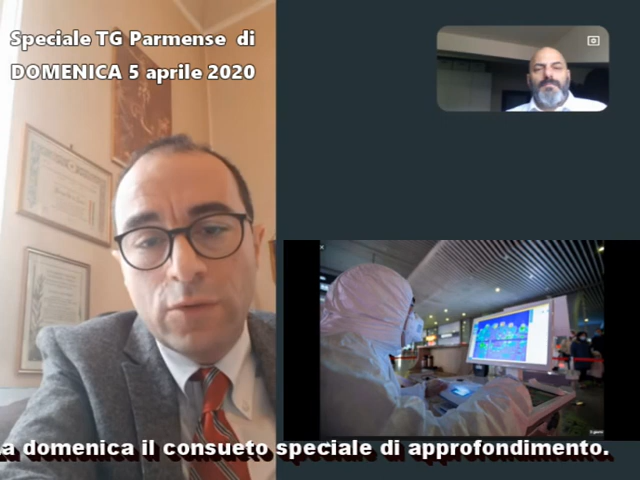 Speciale TG Parmense di
DOMENICA 5 aprile 2020
a domenica il consueto speciale di approfondimento.